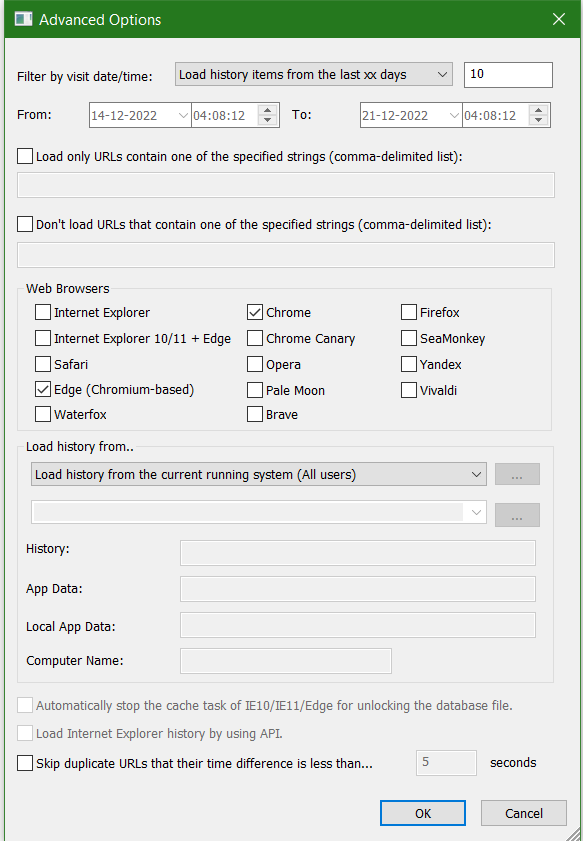 Advanced Options
Filter by visit date/time: Load history items from the last xx days 10
From: 14-12-2022 04:08:12 To: 21-12-2022 04:08:12
Load only URLs contain one of the specified strings (comma-delimited list):
Don't load URLs that contain one of the specified strings (comma-delimited list):
Web Browsers
Internet Explorer Chrome Firefox
Internet Explorer 10/11 + Edge Chrome Canary SeaMonkey
Safari Opera Yandex
Edge (Chromium-based) Pale Moon Vivaldi
Waterfox Brave
Load history from..
Load history from the current running system (All users) ...
...
History:
App Data:
Local App Data:
Computer Name:
Automatically stop the cache task of IE10/IE11/Edge for unlocking the database file.
Load Internet Explorer history by using API.
Skip duplicate URLs that their time difference is less than... 5 seconds
OK Cancel